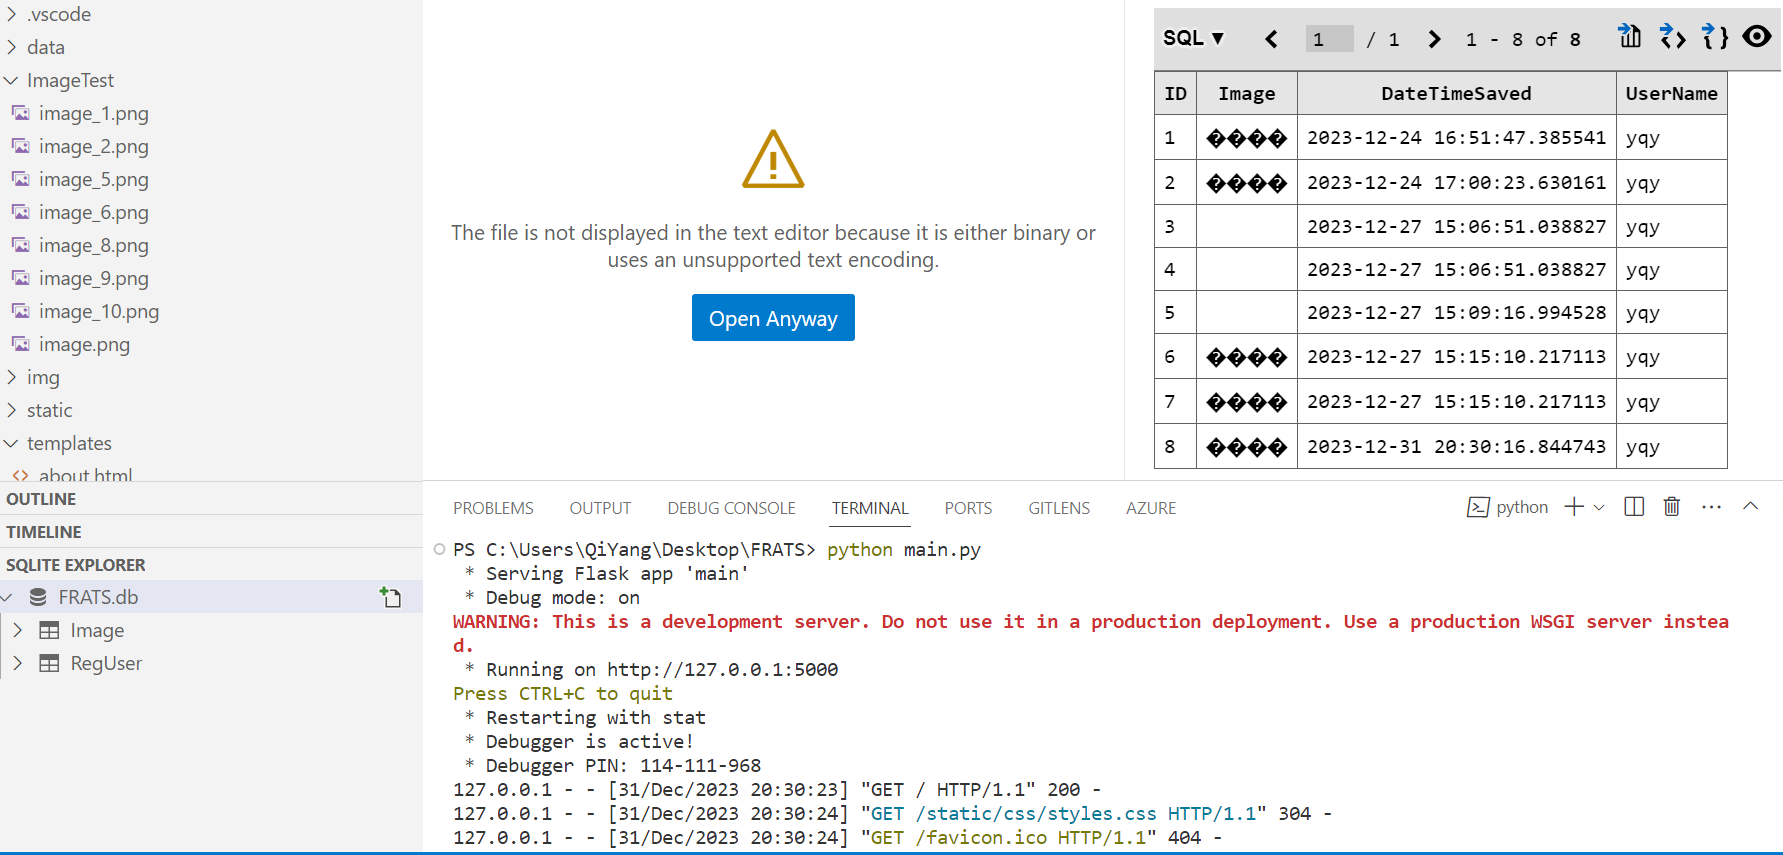 .vscode
data
ImageTest
image_1.png
image_2.png
image_5.png
image_6.png
image_8.png
image_9.png
image_10.png
image.png
img
static
templates
<> about.html
OUTLINE
TIMELINE
SQLITE EXPLORER
FRATS.db
Image
RegUser
The file is not displayed in the text editor because it is either binary or
uses an unsupported text encoding.
Open Anyway
SQL ▼ < 1 / 1 > 1 - 8 of 8
ID Image DateTimeSaved UserName
1 ���� 2023-12-24 16:51:47.385541 yqy
2 ���� 2023-12-24 17:00:23.630161 yqy
3 2023-12-27 15:06:51.038827 yqy
4 2023-12-27 15:06:51.038827 yqy
5 2023-12-27 15:09:16.994528 yqy
6 ���� 2023-12-27 15:15:10.217113 yqy
7 ���� 2023-12-27 15:15:10.217113 yqy
8 ���� 2023-12-31 20:30:16.844743 yqy
PROBLEMS OUTPUT DEBUG CONSOLE TERMINAL PORTS GITLENS AZURE python
PS C:\Users\QiYang\Desktop\FRATS> python main.py
* Serving Flask app 'main'
* Debug mode: on
WARNING: This is a development server. Do not use it in a production deployment. Use a production WSGI server instea
d.
* Running on http://127.0.0.1:5000
Press CTRL+C to quit
* Restarting with stat
* Debugger is active!
* Debugger PIN: 114-111-968
127.0.0.1 - - [31/Dec/2023 20:30:23] "GET / HTTP/1.1" 200 -
127.0.0.1 - - [31/Dec/2023 20:30:24] "GET /static/css/styles.css HTTP/1.1" 304 -
127.0.0.1 - - [31/Dec/2023 20:30:24] "GET /favicon.ico HTTP/1.1" 404 -